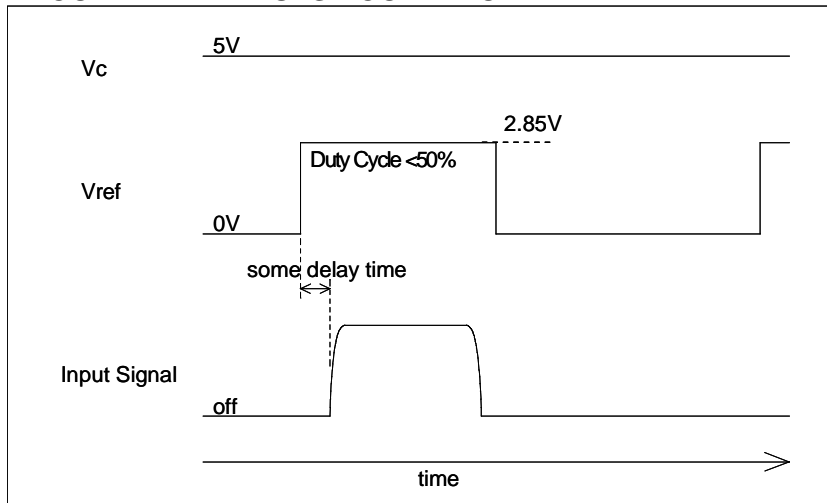 5V
Vc
2.85V
Duty Cycle <50%
Vref
0V
some delay time
Input Signal
off
time